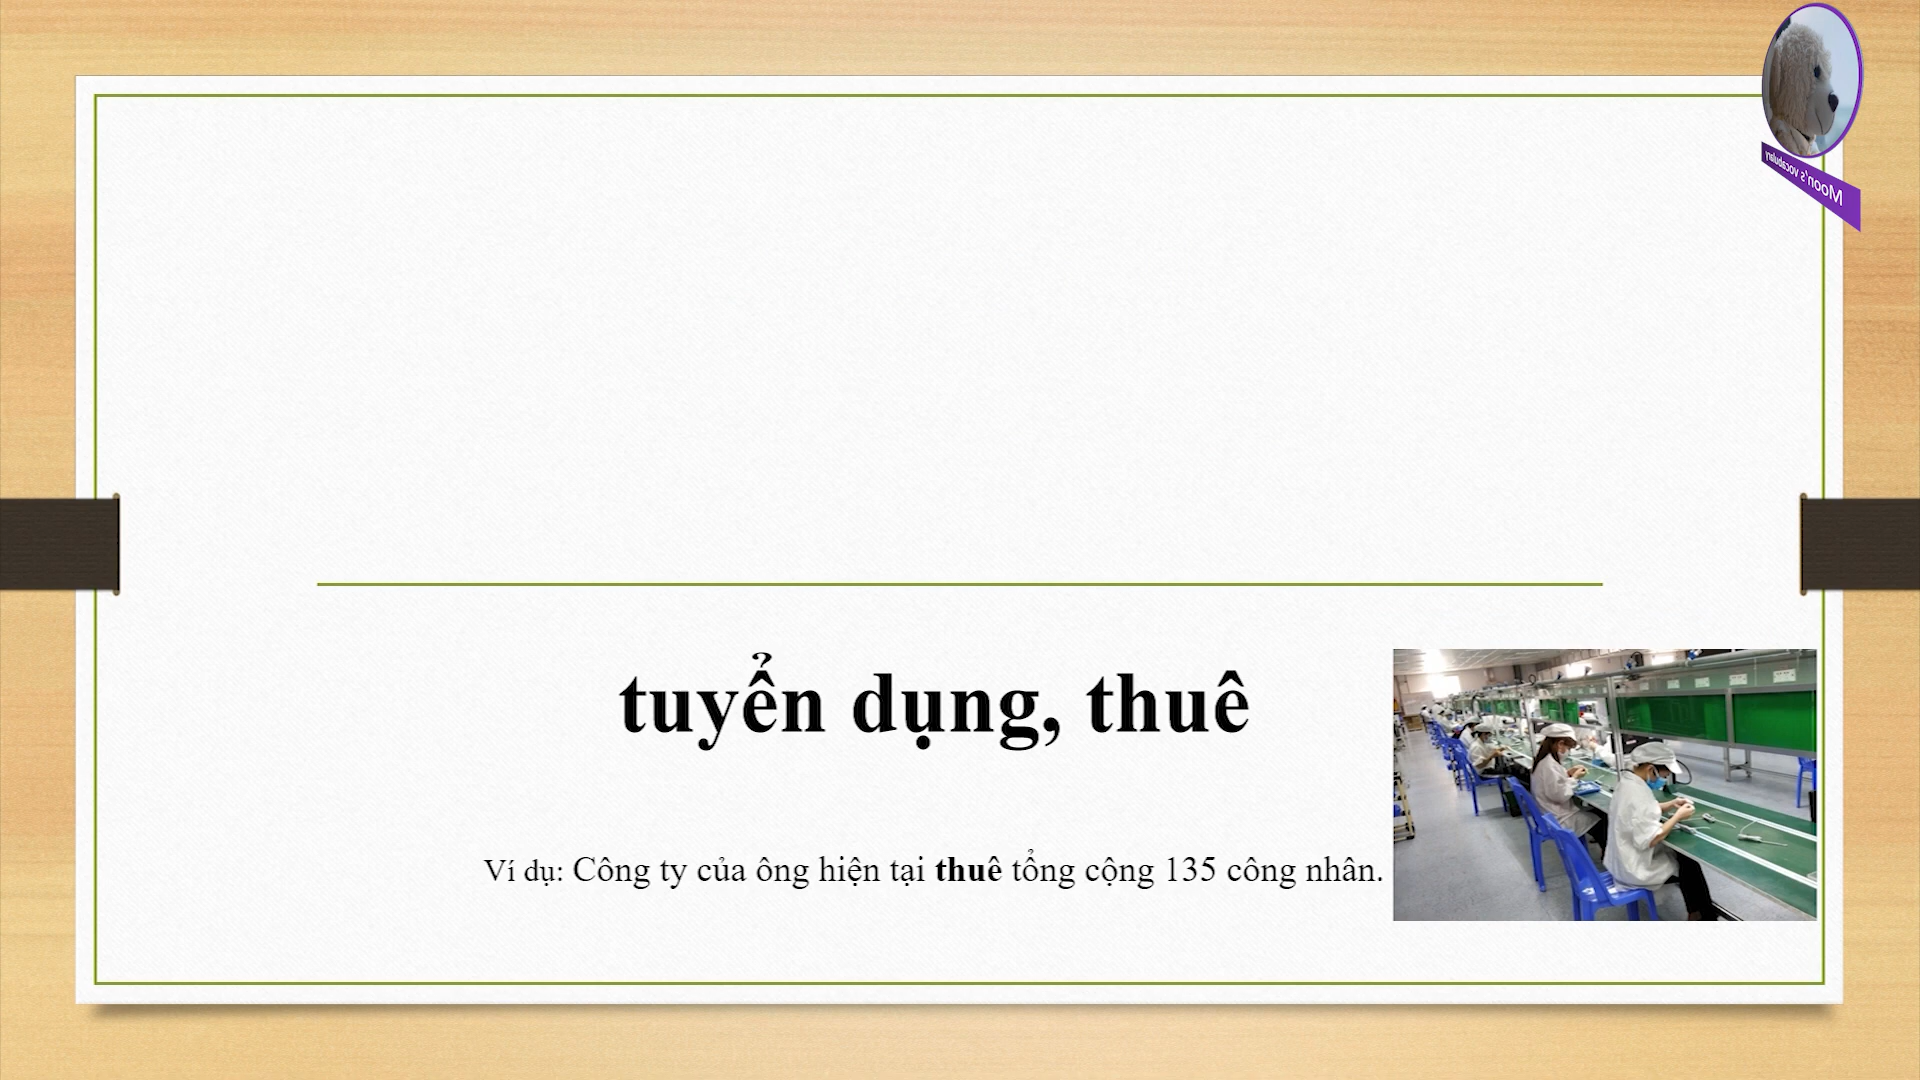 Moon's vocabulary
tuyển dụng, thuê
Ví dụ: Công ty của ông hiện tại thuê tổng cộng 135 công nhân.